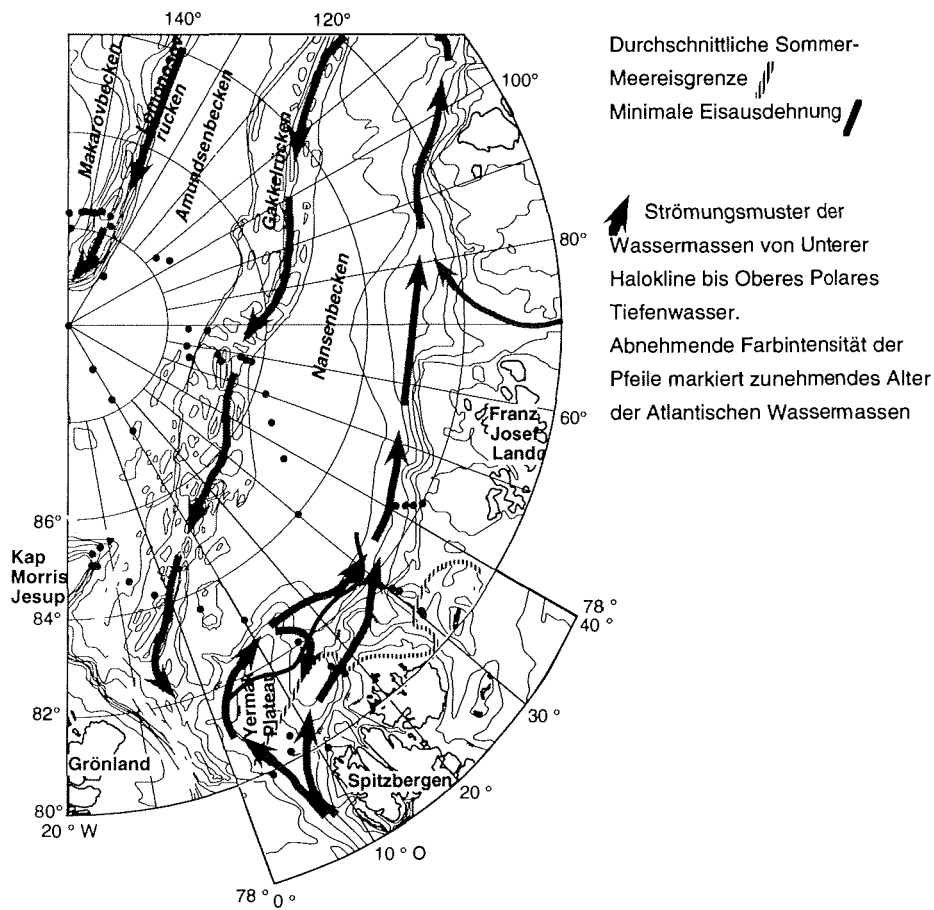 140°
120°
100°
80°
60°
Makarovbecken
Lomonosov
rücken
Amundsenbecken
Gakkelrücken
Nansenbecken
Franz
Josef
Land
86°
Kap
Morris
Jesup
84°
82°
80°
20 ° W
Grönland
Yermak
Plateau
Spitzbergen
78 °
40 °
30 °
20 °
10 ° O
78 ° 0 °
Durchschnittliche Sommer-
Meereisgrenze
Minimale Eisausdehnung
Strömungsmuster der
Wassermassen von Unterer
Halokline bis Oberes Polares
Tiefenwasser.
Abnehmende Farbintensität der
Pfeile markiert zunehmendes Alter
der Atlantischen Wassermassen